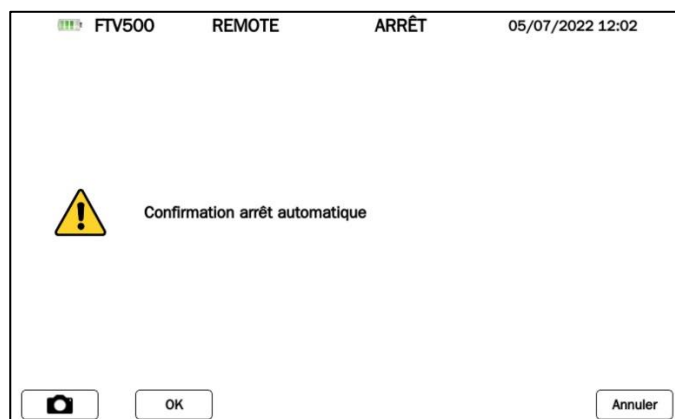 FTV500 REMOTE ARRÊT 05/07/2022 12:02
Confirmation arrêt automatique
OK Annuler